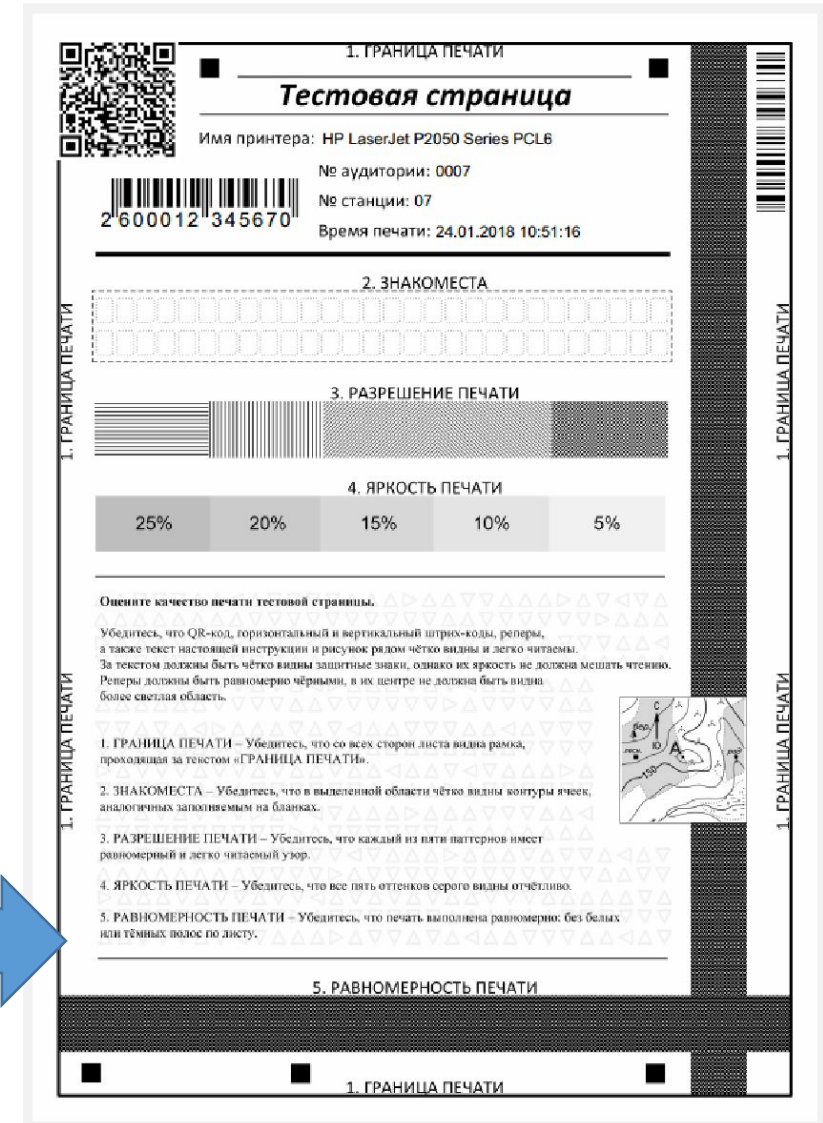 1. ГРАНИЦА ПЕЧАТИ
Тестовая страница
Имя принтера: HP LaserJet P2050 Series PCL6
№ аудитории: 0007
№ станции: 07
Время печати: 24.01.2018 10:51:16
2 600012 345670
2. ЗНАКОМЕСТА
1. ГРАНИЦА ПЕЧАТИ
1. ГРАНИЦА ПЕЧАТИ
3. РАЗРЕШЕНИЕ ПЕЧАТИ
4. ЯРКОСТЬ ПЕЧАТИ
25% 20% 15% 10% 5%
Оцените качество печати тестовой страницы.
Убедитесь, что QR-код, горизонтальный и вертикальный штрих-коды, реперы,
а также текст настоящей инструкции и рисунок рядом чётко видны и легко читаемы.
За текстом должны быть чётко видны защитные знаки, однако их яркость не должна мешать чтению.
Реперы должны быть равномерно чёрными, в их центре не должна быть видна
более светлая область.
1. ГРАНИЦА ПЕЧАТИ – Убедитесь, что со всех сторон листа видна рамка,
проходящая за текстом «ГРАНИЦА ПЕЧАТИ».
2. ЗНАКОМЕСТА – Убедитесь, что в выделенной области чётко видны контуры ячеек,
аналогичных заполняемым на бланках.
3. РАЗРЕШЕНИЕ ПЕЧАТИ – Убедитесь, что каждый из пяти паттернов имеет
равномерный и легко читаемый узор.
4. ЯРКОСТЬ ПЕЧАТИ – Убедитесь, что все пять оттенков серого видны отчётливо.
5. РАВНОМЕРНОСТЬ ПЕЧАТИ – Убедитесь, что печать выполнена равномерно: без белых
или тёмных полос по листу.
1. ГРАНИЦА ПЕЧАТИ
1. ГРАНИЦА ПЕЧАТИ
С
Ю
А
150
5. РАВНОМЕРНОСТЬ ПЕЧАТИ
1. ГРАНИЦА ПЕЧАТИ